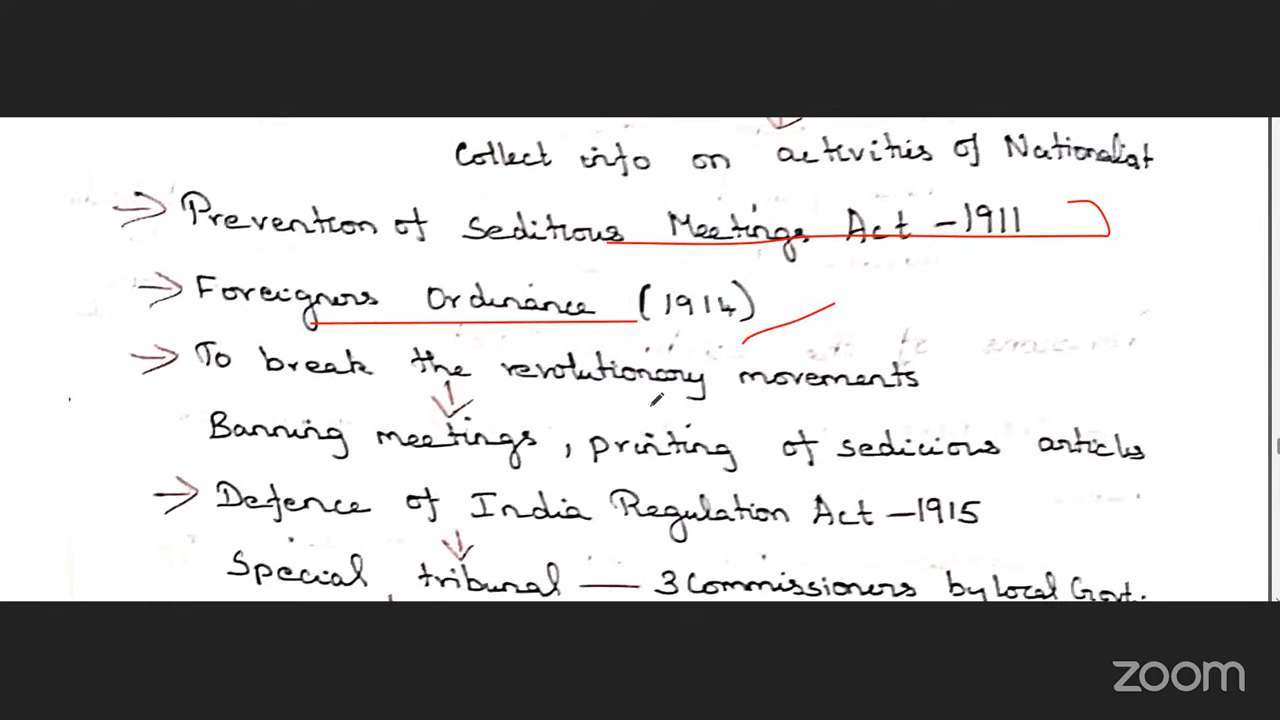 Collect info on activities of Nationalist
→ Prevention of Seditious Meetings Act - 1911
→ Foreigners Ordinance (1914)
→ To break the revolutionary movements
Banning meetings, printing of sedicious articles
→ Defence of India Regulation Act - 1915
Special tribunal — 3 Commissioners by local Govt.
zoom